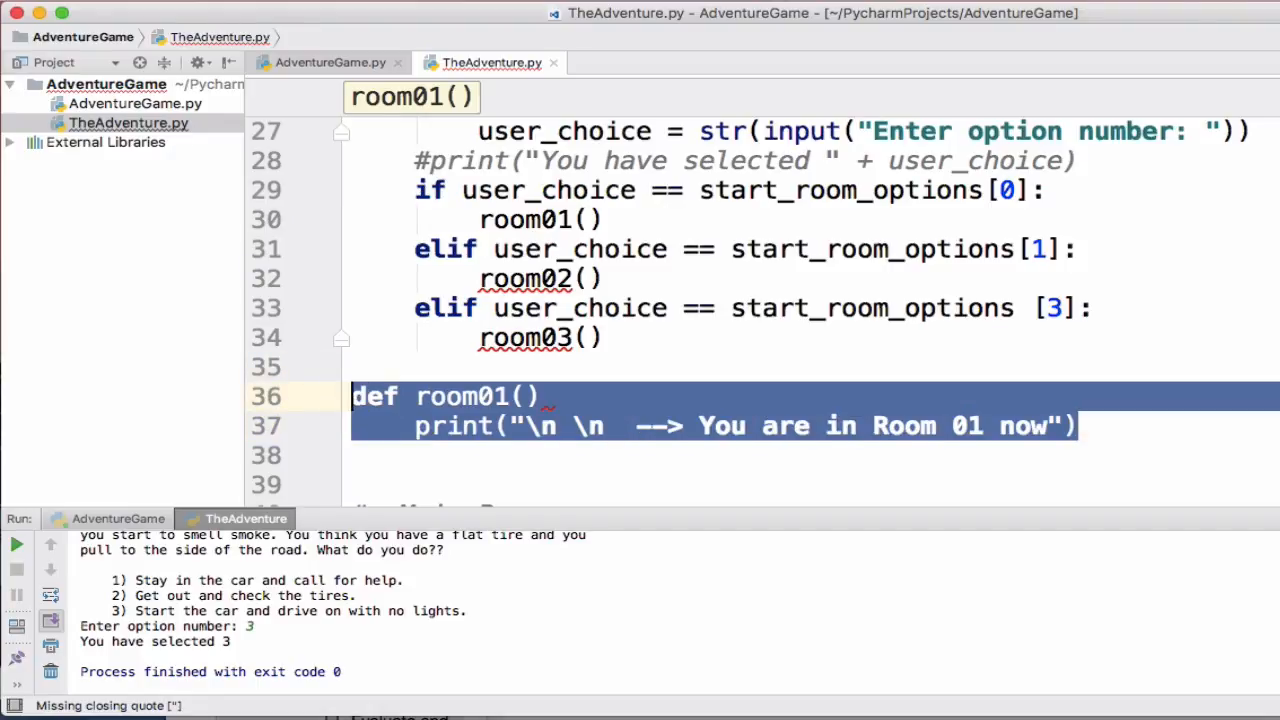 TheAdventure.py - AdventureGame - [~/PycharmProjects/AdventureGame]
AdventureGame
TheAdventure.py
Project
AdventureGame.py
TheAdventure.py
AdventureGame ~/Pycharm
AdventureGame.py
TheAdventure.py
External Libraries
room01()
27 user_choice = str(input("Enter option number: "))
28 #print("You have selected " + user_choice)
29 if user_choice == start_room_options[0]:
30 room01()
31 elif user_choice == start_room_options[1]:
32 room02()
33 elif user_choice == start_room_options [3]:
34 room03()
35
36 def room01()
37 print("\n \n  --> You are in Room 01 now")
38
39
Run:
AdventureGame
TheAdventure
you start to smell smoke. You think you have a flat tire and you
pull to the side of the road. What do you do??
1) Stay in the car and call for help.
2) Get out and check the tires.
3) Start the car and drive on with no lights.
Enter option number: 3
You have selected 3
Process finished with exit code 0
Missing closing quote ["]